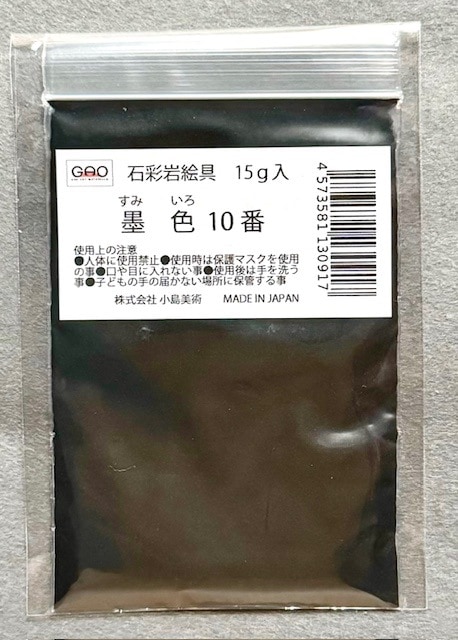 GAO
石彩岩絵具 15g入
すみ いろ
墨 色 10番
使用上の注意
●人体に使用禁止●使用時は保護マスクを使用
の事●口や目に入れない事●使用後は手を洗う
事●子どもの手の届かない場所に保管する事
株式会社 小島美術 MADE IN JAPAN
4573581130917